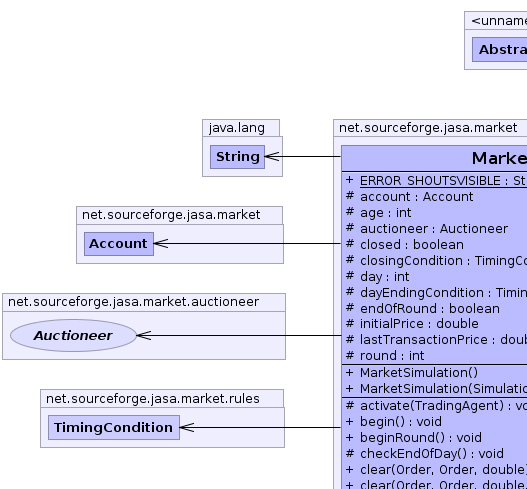 <unname
Abstra
java.lang
String
net.sourceforge.jasa.market
Account
net.sourceforge.jasa.market.auctioneer
Auctioneer
net.sourceforge.jasa.market.rules
TimingCondition
net.sourceforge.jasa.market
Marke
+ ERROR_SHOUTSVISIBLE : St
# account : Account
# age : int
# auctioneer : Auctioneer
# closed : boolean
# closingCondition : TimingCo
# day : int
# dayEndingCondition : Timin
# endOfRound : boolean
# initialPrice : double
# lastTransactionPrice : doub
# round : int
+ MarketSimulation()
+ MarketSimulation(Simulatio
# activate(TradingAgent) : vo
+ begin() : void
+ beginRound() : void
# checkEndOfDay() : void
+ clear(Order, Order, double)
+ clear(Order, Order, double,